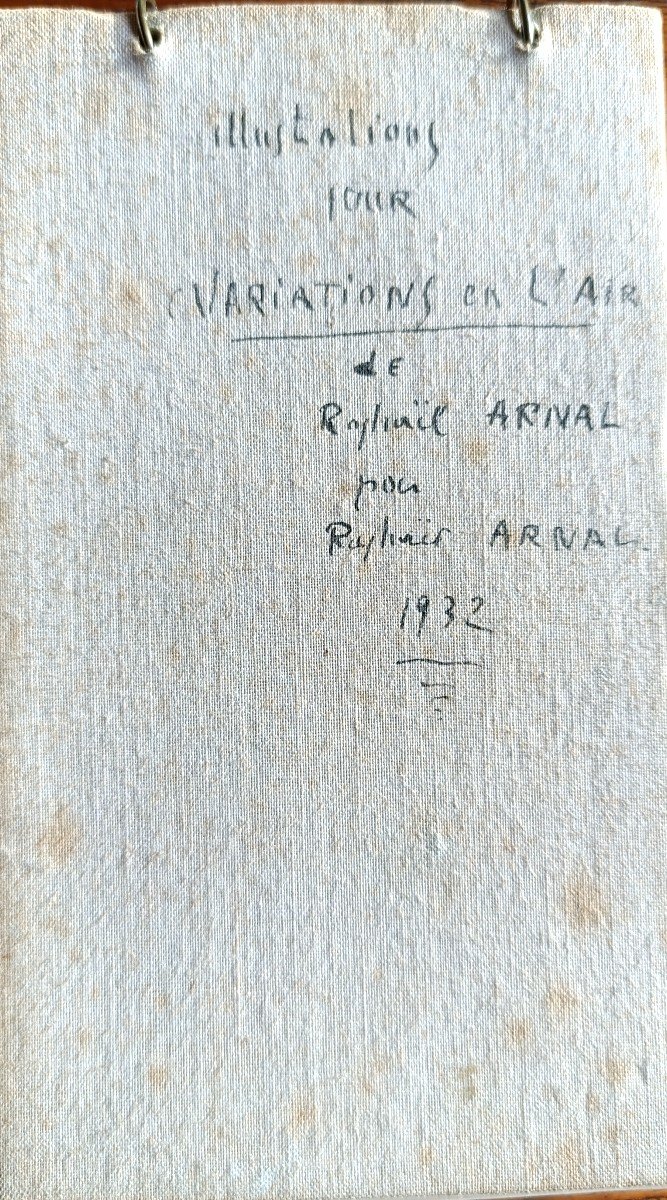 illustrations
POUR
VARIATIONS en L'AIR
de
Raphaël ARNAL
pour
Raphaël ARNAL
1932